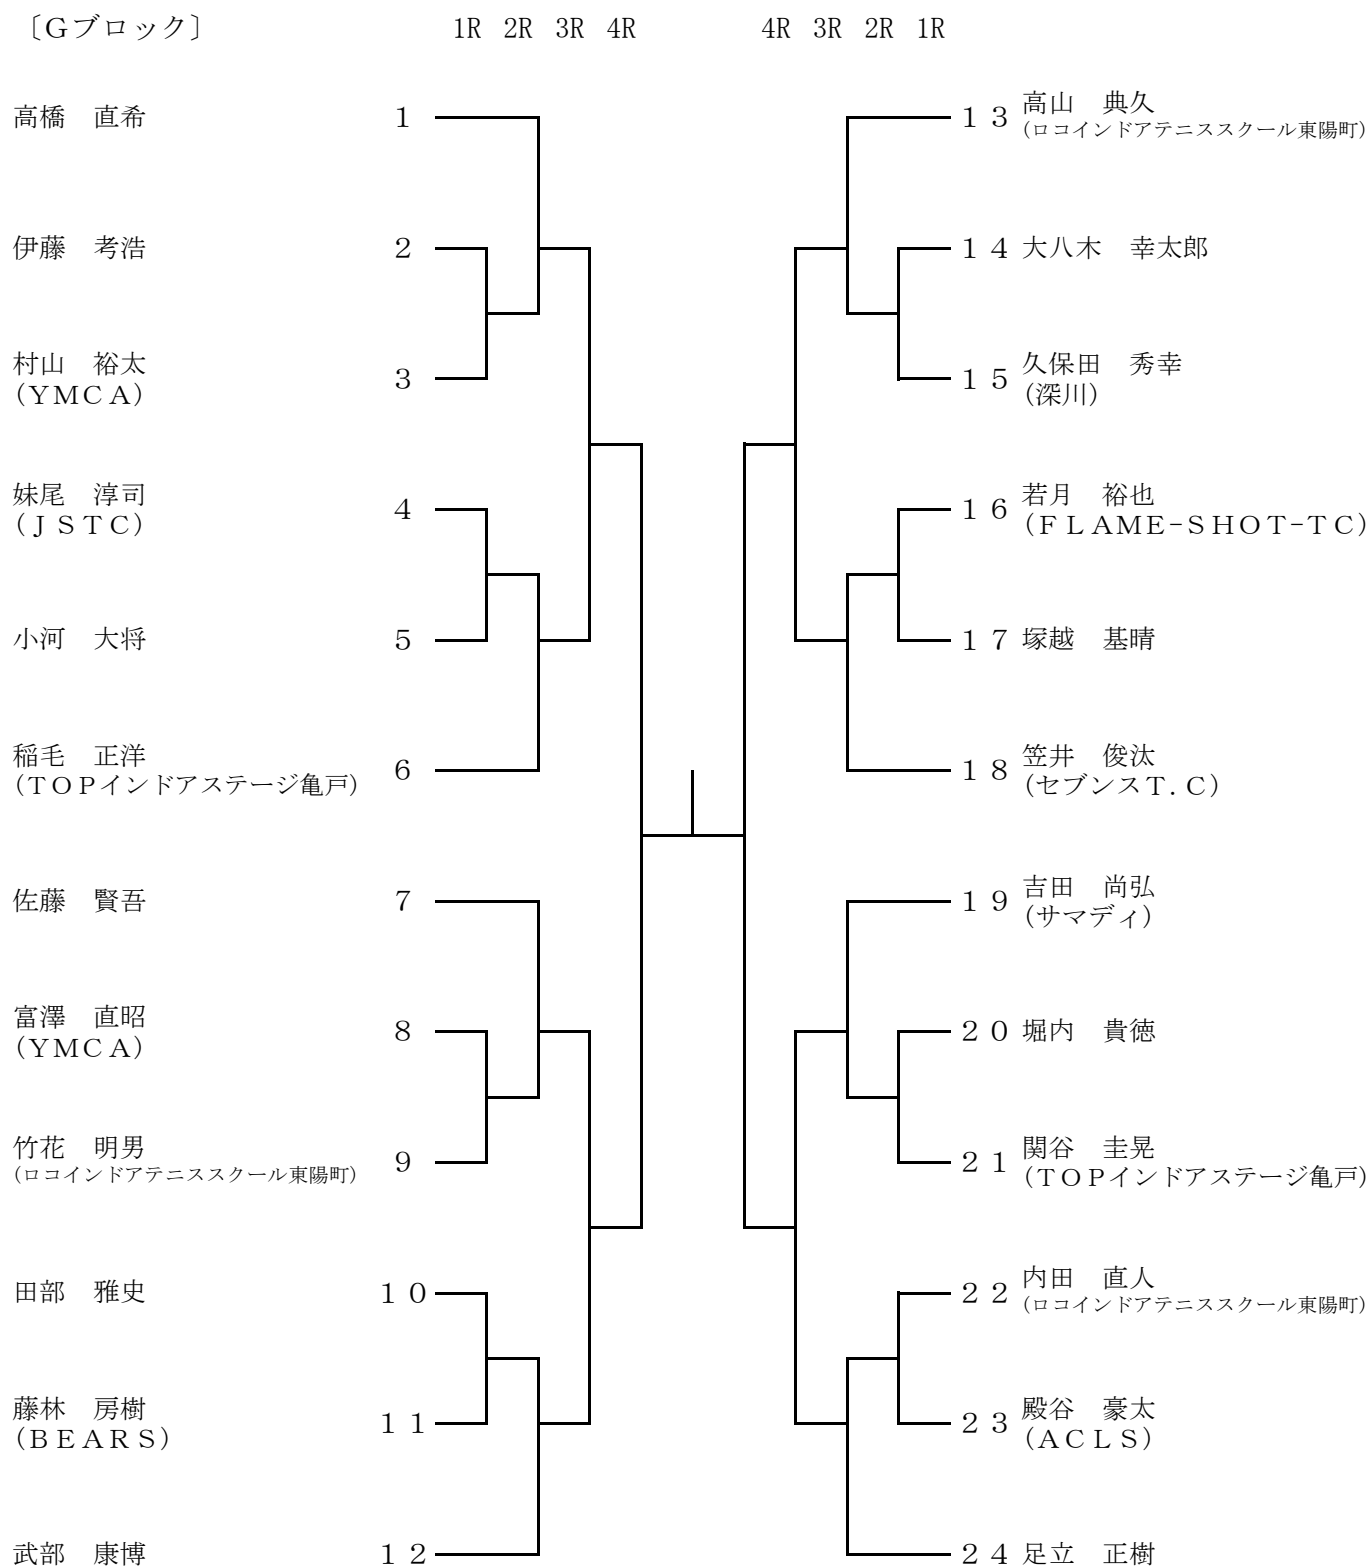 〔Gブロック〕 1R 2R 3R 4R 4R 3R 2R 1R
高橋　直希 1
伊藤　考浩 2
村山　裕太
(YMCA) 3
妹尾　淳司
(JSTC) 4
小河　大将 5
稲毛　正洋
(TOPインドアステージ亀戸) 6
佐藤　賢吾 7
富澤　直昭
(YMCA) 8
竹花　明男
(ロコインドアテニススクール東陽町) 9
田部　雅史 10
藤林　房樹
(BEARS) 11
武部　康博 12
13 高山　典久
(ロコインドアテニススクール東陽町)
14 大八木　幸太郎
15 久保田　秀幸
(深川)
16 若月　裕也
(FLAME-SHOT-TC)
17 塚越　基晴
18 笠井　俊汰
(セブンスT.C)
19 吉田　尚弘
(サマディ)
20 堀内　貴徳
21 関谷　圭晃
(TOPインドアステージ亀戸)
22 内田　直人
(ロコインドアテニススクール東陽町)
23 殿谷　豪太
(ACLS)
24 足立　正樹